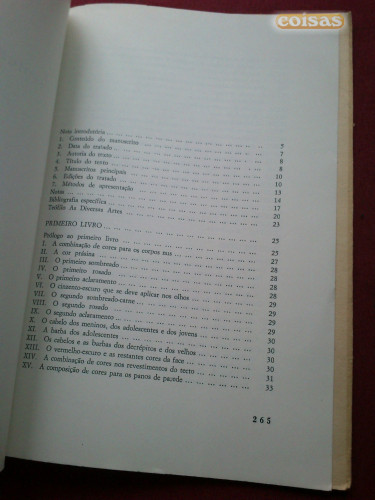 coisas
Nota introdutória ... 7
1. Conteúdo do manuscrito ... 7
2. Data do tratado ... 7
3. Autoria do texto ... 8
4. Título do texto ... 8
5. Manuscritos principais ... 10
6. Edições do tratado ... 10
7. Métodos de apresentação ... 13
Notas ... 14
Bibliografia específica ... 17
Teófilo As Diversas Artes ... 20
23
PRIMEIRO LIVRO ... 25
Prólogo ao primeiro livro ... 25
I. A combinação de cores para os corpos nus ... 27
II. A cor prásina ... 28
III. O primeiro sombreado ... 28
IV. O primeiro rosado ... 28
V. O primeiro aclaramento ... 28
VI. O cinzento-escuro que se deve aplicar nos olhos ... 28
VII. O segundo sombreado-carne ... 28
VIII. O segundo rosado ... 29
IX. O segundo aclaramento ... 29
X. O cabelo dos meninos, dos adolescentes e dos jovens ... 29
XI. A barba dos adolescentes ... 30
XII. Os cabelos e as barbas dos decrépitos e dos velhos ... 30
XIII. O vermelho-escuro e as restantes cores da face ... 30
XIV. A combinação de cores nos revestimentos do tecto ... 31
XV. A composição de cores para os panos de parede ... 33
265